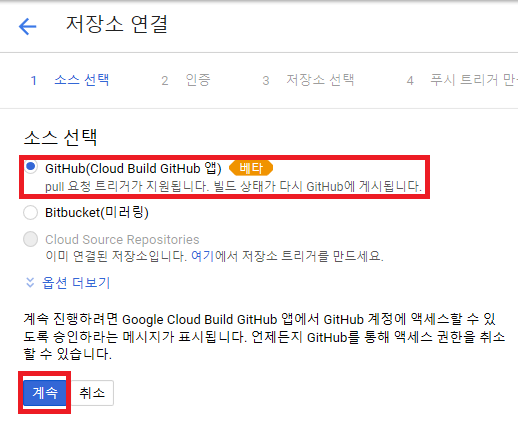 저장소 연결
1 소스 선택 2 인증 3 저장소 선택 4 푸시 트리거 만
소스 선택
GitHub(Cloud Build GitHub 앱) 베타
pull 요청 트리거가 지원됩니다. 빌드 상태가 다시 GitHub에 게시됩니다.
Bitbucket(미러링)
Cloud Source Repositories
이미 연결된 저장소입니다. 여기에서 저장소 트리거를 만드세요.
옵션 더보기
계속 진행하려면 Google Cloud Build GitHub 앱에서 GitHub 계정에 액세스할 수 있
도록 승인하라는 메시지가 표시됩니다. 언제든지 GitHub를 통해 액세스 권한을 취소
할 수 있습니다.
계속 취소